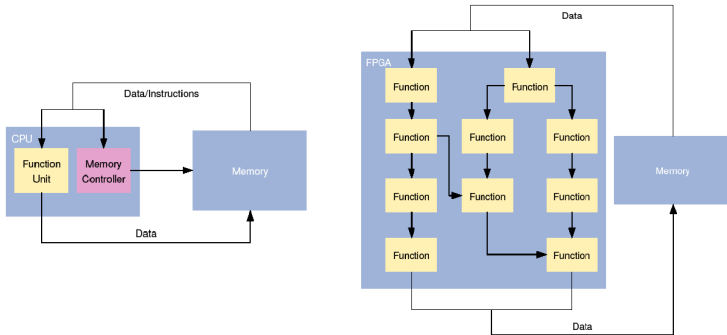 Data/Instructions
CPU
Function
Unit
Memory
Controller
Memory
Data
Data
FPGA
Function
Function
Function
Function
Function
Function
Function
Function
Function
Function
Memory
Data